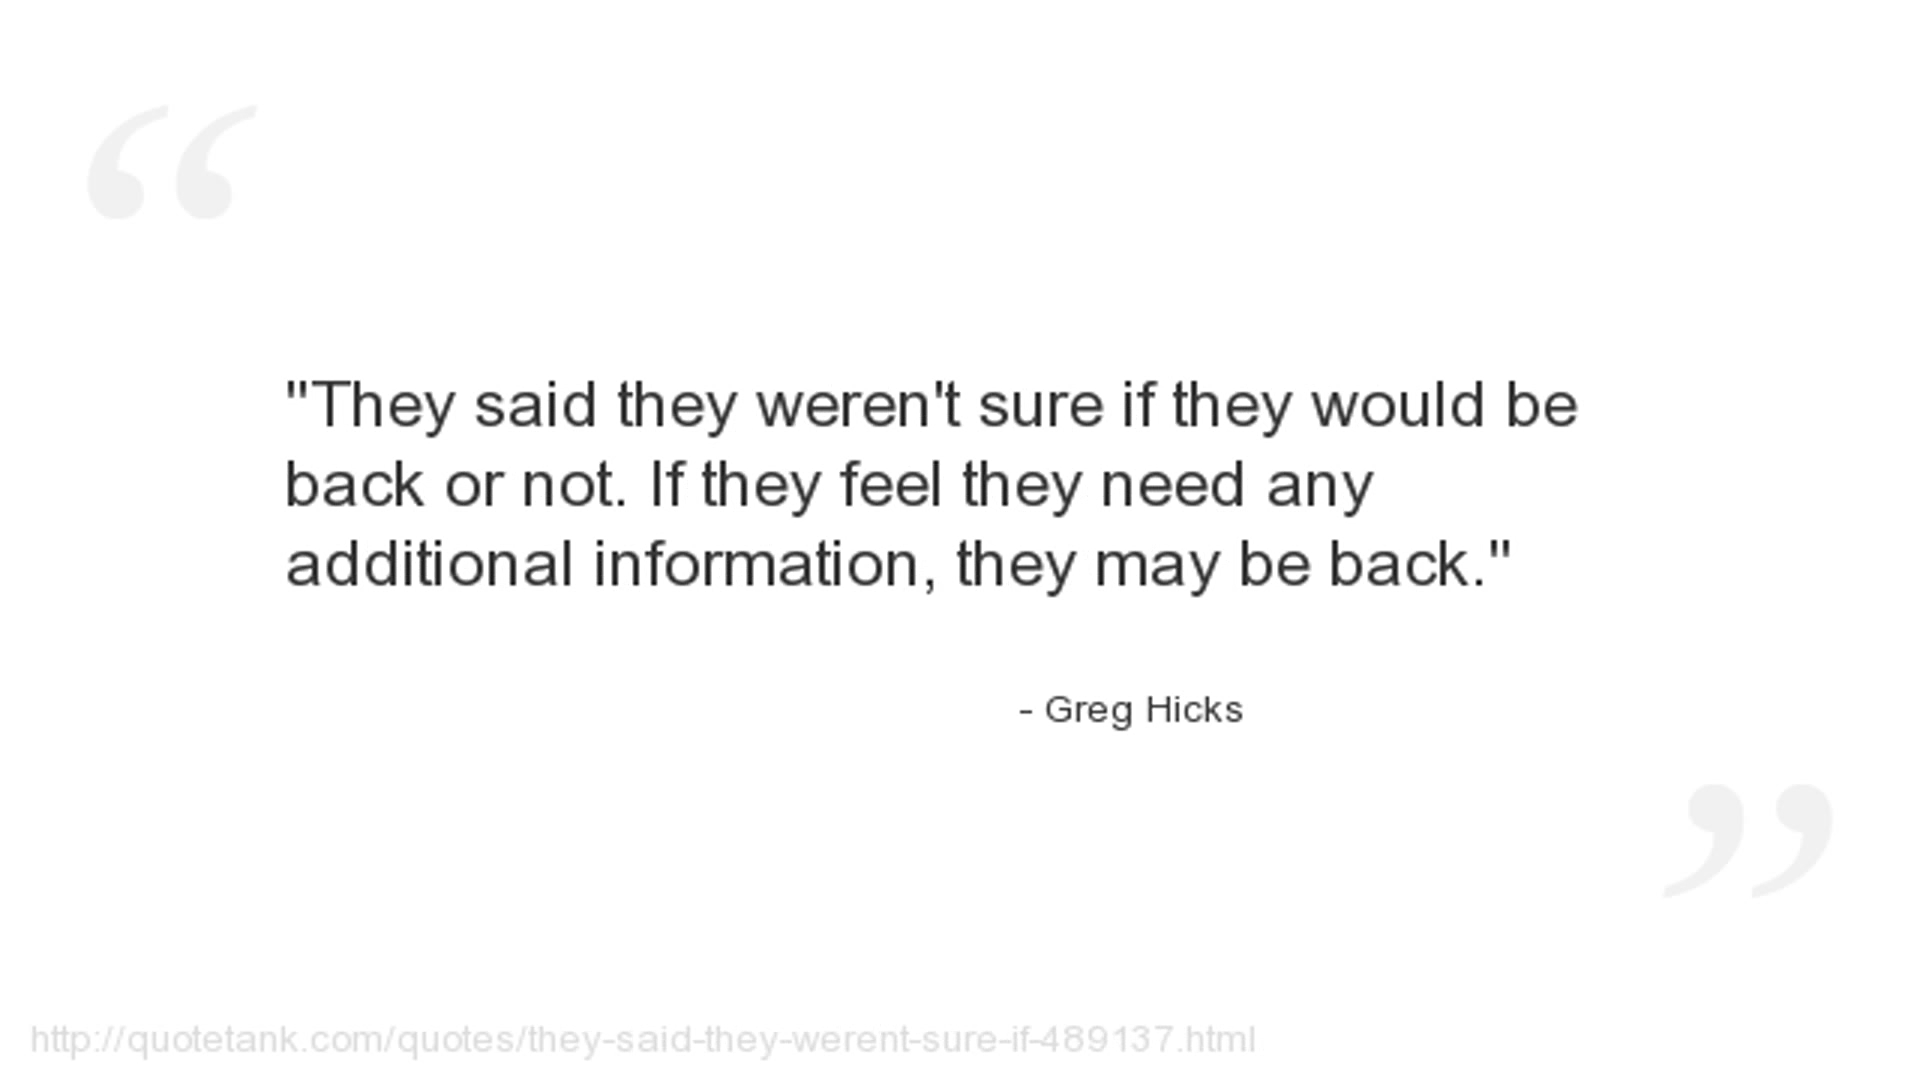 "They said they weren't sure if they would be
back or not. If they feel they need any
additional information, they may be back."
- Greg Hicks
http://quotetank.com/quotes/they-said-they-werent-sure-if-489137.html